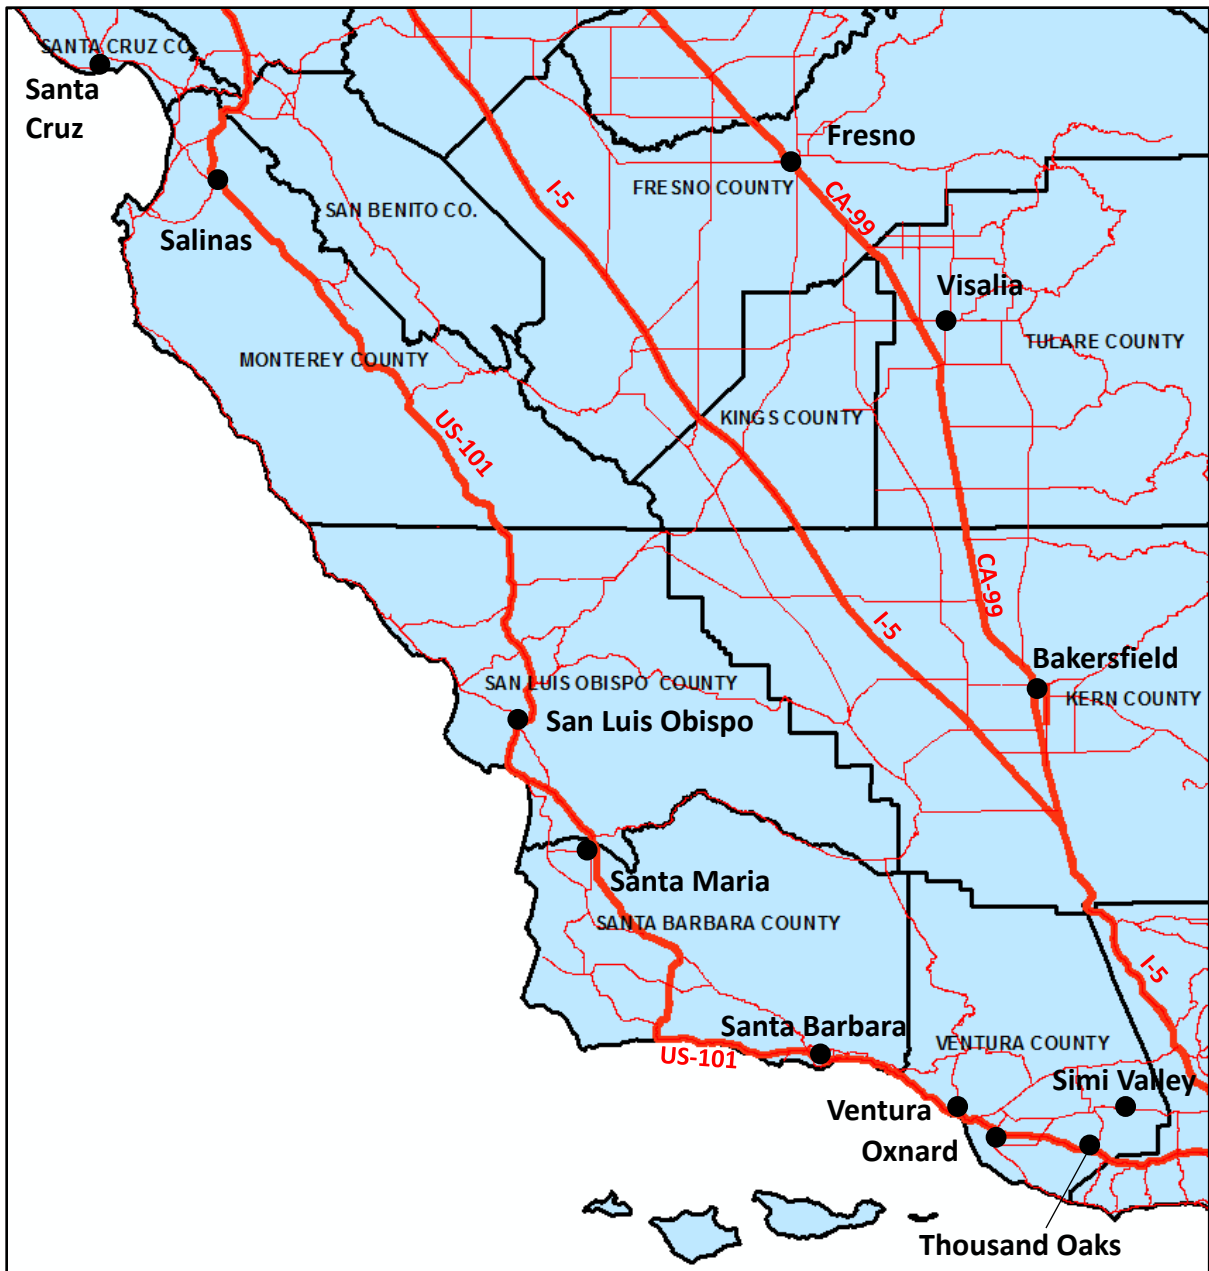 SANTA CRUZ CO.
Santa
Cruz
Fresno
I-5
FRESNO COUNTY
CA-99
SAN BENITO CO.
Salinas
Visalia
TULARE COUNTY
MONTEREY COUNTY
KINGS COUNTY
US-101
CA-99
I-5
Bakersfield
SAN LUIS OBISPO COUNTY
KERN COUNTY
San Luis Obispo
Santa Maria
SANTA BARBARA COUNTY
I-5
Santa Barbara
VENTURA COUNTY
US-101
Simi Valley
Ventura
Oxnard
Thousand Oaks